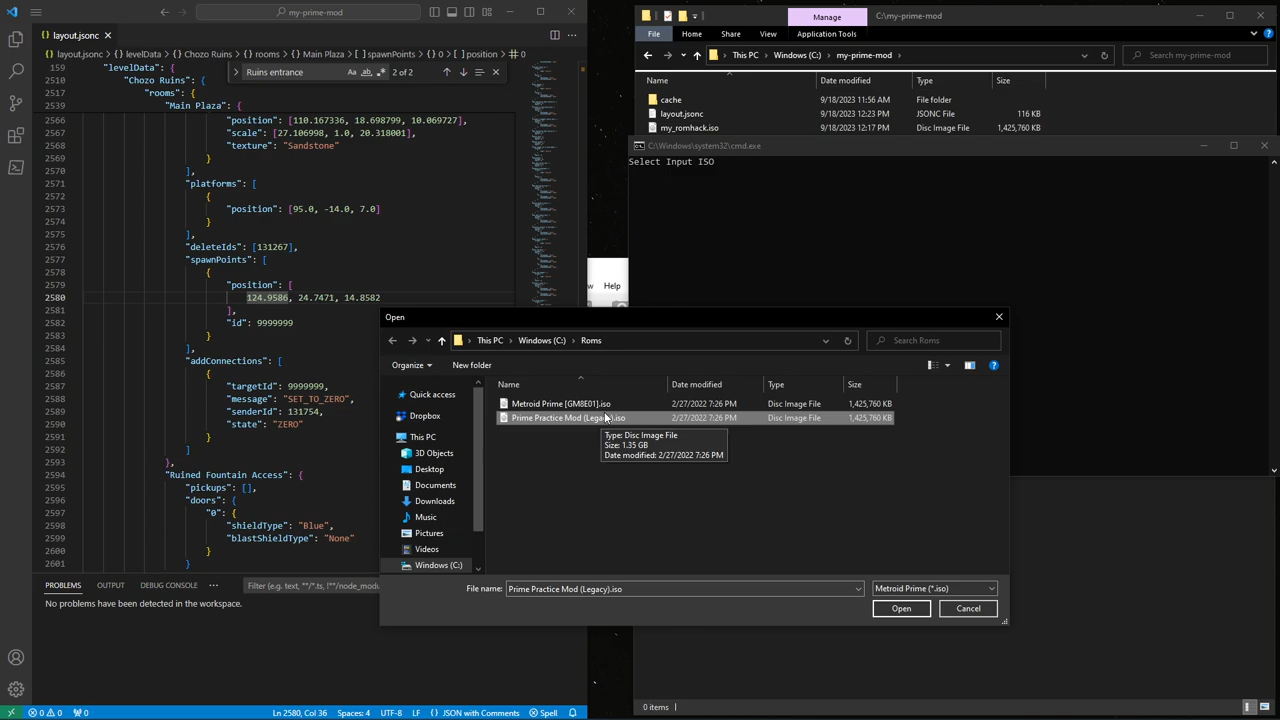 my-prime-mod
layout.jsonc
layout.jsonc > {} levelData > {} Chozo Ruins > {} rooms > {} Main Plaza > [ ] spawnPoints > {} 0 > [ ] position > # 0
Ruins entrance
Aa
ab
2 of 2
159 "levelData": {
2510 "Chozo Ruins": {
2515 "rooms": {
2539 "Main Plaza": {
2566 "position": [110.167336, 18.698799, 10.069727],
2567 "scale": [27.106998, 1.0, 20.318001],
2568 "texture": "Sandstone"
2569 }
2570 ],
2571 "platforms": [
2572 {
2573 "position": [95.0, -14.0, 7.0]
2574 }
2575 ],
2576 "deleteIds": [131267],
2577 "spawnPoints": [
2578 {
2579 "position": [
2580 124.9586, 24.7471, 14.8582
2581 ],
2582 "id": 9999999
2583 }
2584 ],
2585 "addConnections": [
2586 {
2587 "targetId": 9999999,
2588 "message": "SET_TO_ZERO",
2589 "senderId": 131754,
2590 "state": "ZERO"
2591 }
2592 ]
2593 },
2594 "Ruined Fountain Access": {
2595 "pickups": [],
2596 "doors": {
2597 "0": {
2598 "shieldType": "Blue",
2599 "blastShieldType": "None"
2600 }
2601 }
PROBLEMS OUTPUT DEBUG CONSOLE ···
Filter (e.g. text, **/*.ts, !**/node_modu
No problems have been detected in the workspace.
0 0 0
Ln 2580, Col 36 Spaces: 4 UTF-8 LF {} JSON with Comments Spell
Manage C:\my-prime-mod
File Home Share View Application Tools
This PC > Windows (C:) > my-prime-mod >
Search my-prime-mod
Name Date modified Type Size
cache 9/18/2023 11:56 AM File folder
layout.jsonc 9/18/2023 12:23 PM JSONC File 116 KB
my_romhack.iso 9/18/2023 12:17 PM Disc Image File 1,425,760 KB
C:\Windows\system32\cmd.exe
Select Input ISO
Help
Open
This PC > Windows (C:) > Roms
Search Roms
Organize New folder
Quick access
Dropbox
This PC
3D Objects
Desktop
Documents
Downloads
Music
Pictures
Videos
Windows (C:)
Name Date modified Type Size
Metroid Prime [GM8E01].iso 2/27/2022 7:26 PM Disc Image File 1,425,760 KB
Prime Practice Mod (Legacy).iso 2/27/2022 7:26 PM Disc Image File 1,425,760 KB
Type: Disc Image File
Size: 1.35 GB
Date modified: 2/27/2022 7:26 PM
File name: Prime Practice Mod (Legacy).iso
Metroid Prime (*.iso)
Open Cancel
0 items